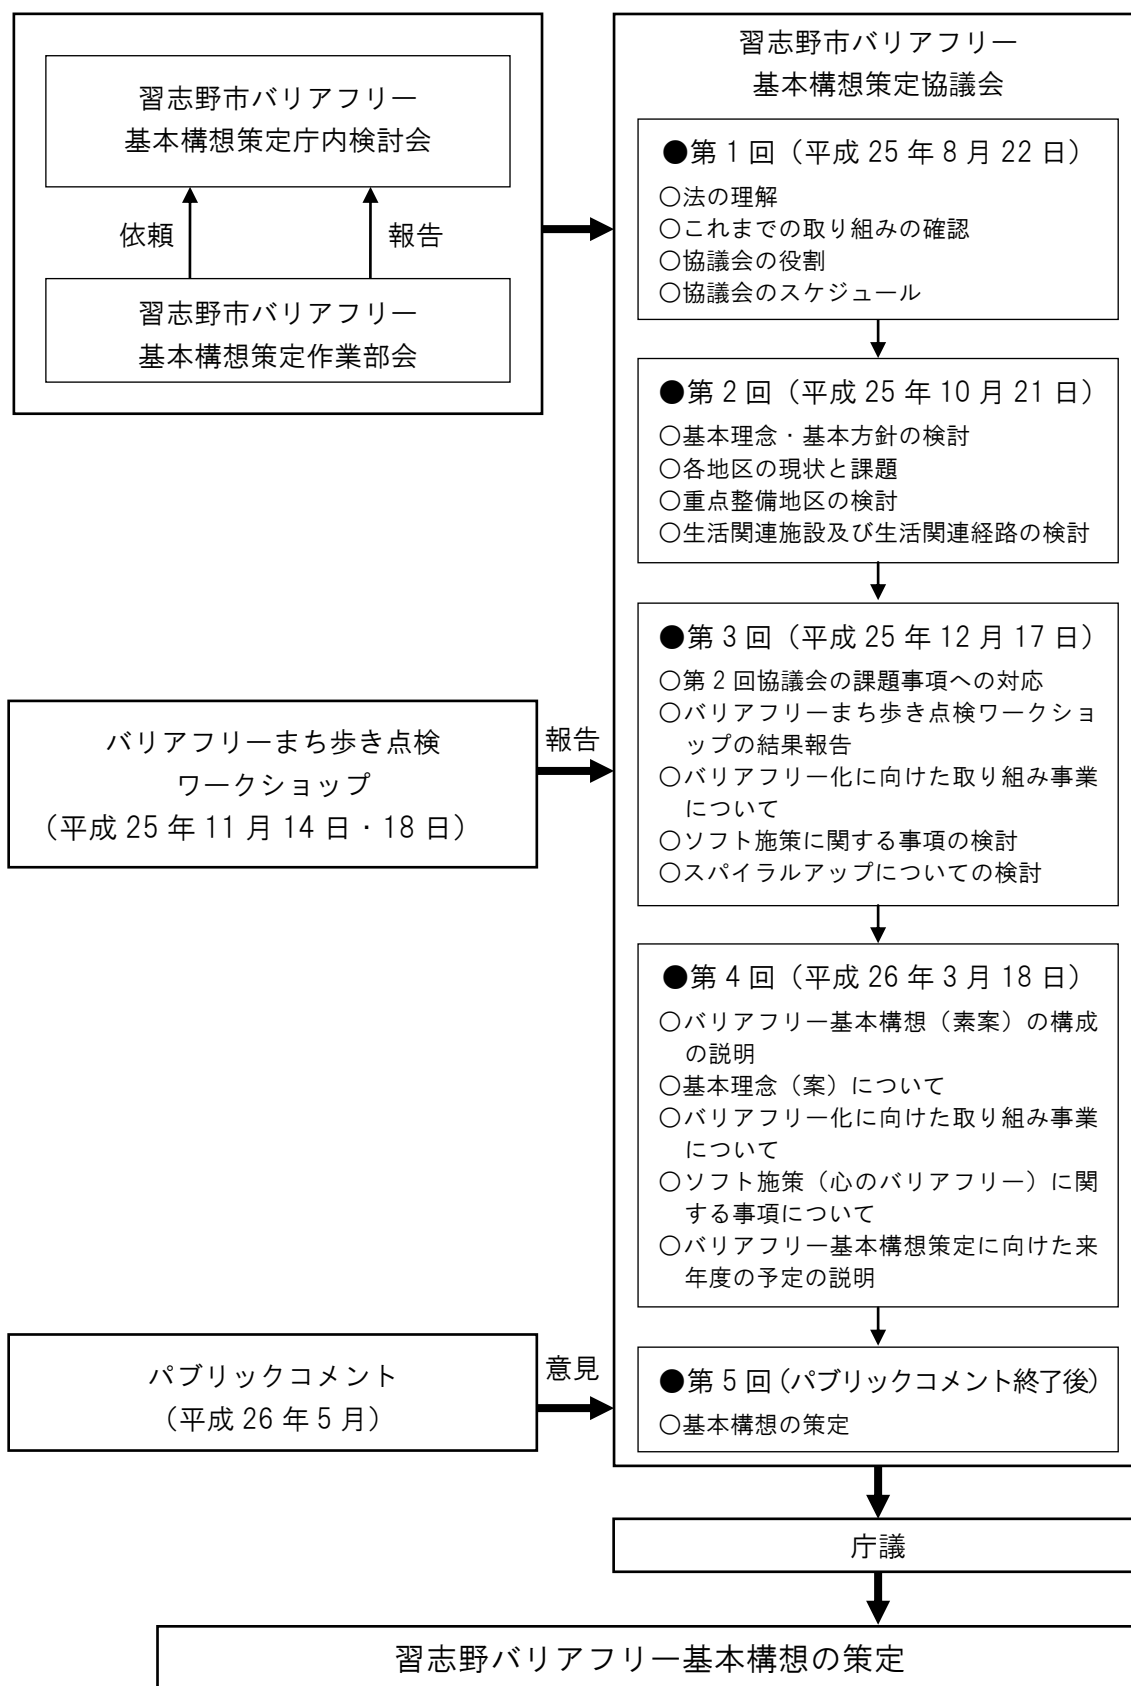 習志野市バリアフリー
基本構想策定庁内検討会
依頼
報告
習志野市バリアフリー
基本構想策定作業部会
習志野市バリアフリー
基本構想策定協議会
●第1回（平成25年8月22日）
○法の理解
○これまでの取り組みの確認
○協議会の役割
○協議会のスケジュール
●第2回（平成25年10月21日）
○基本理念・基本方針の検討
○各地区の現状と課題
○重点整備地区の検討
○生活関連施設及び生活関連経路の検討
●第3回（平成25年12月17日）
○第2回協議会の課題事項への対応
○バリアフリーまち歩き点検ワークショ
ップの結果報告
○バリアフリー化に向けた取り組み事業
について
○ソフト施策に関する事項の検討
○スパイラルアップについての検討
バリアフリーまち歩き点検
ワークショップ
（平成25年11月14日・18日）
報告
●第4回（平成26年3月18日）
○バリアフリー基本構想（素案）の構成
の説明
○基本理念（案）について
○バリアフリー化に向けた取り組み事業
について
○ソフト施策（心のバリアフリー）に関
する事項について
○バリアフリー基本構想策定に向けた来
年度の予定の説明
パブリックコメント
（平成26年5月）
意見
●第5回（パブリックコメント終了後）
○基本構想の策定
庁議
習志野バリアフリー基本構想の策定